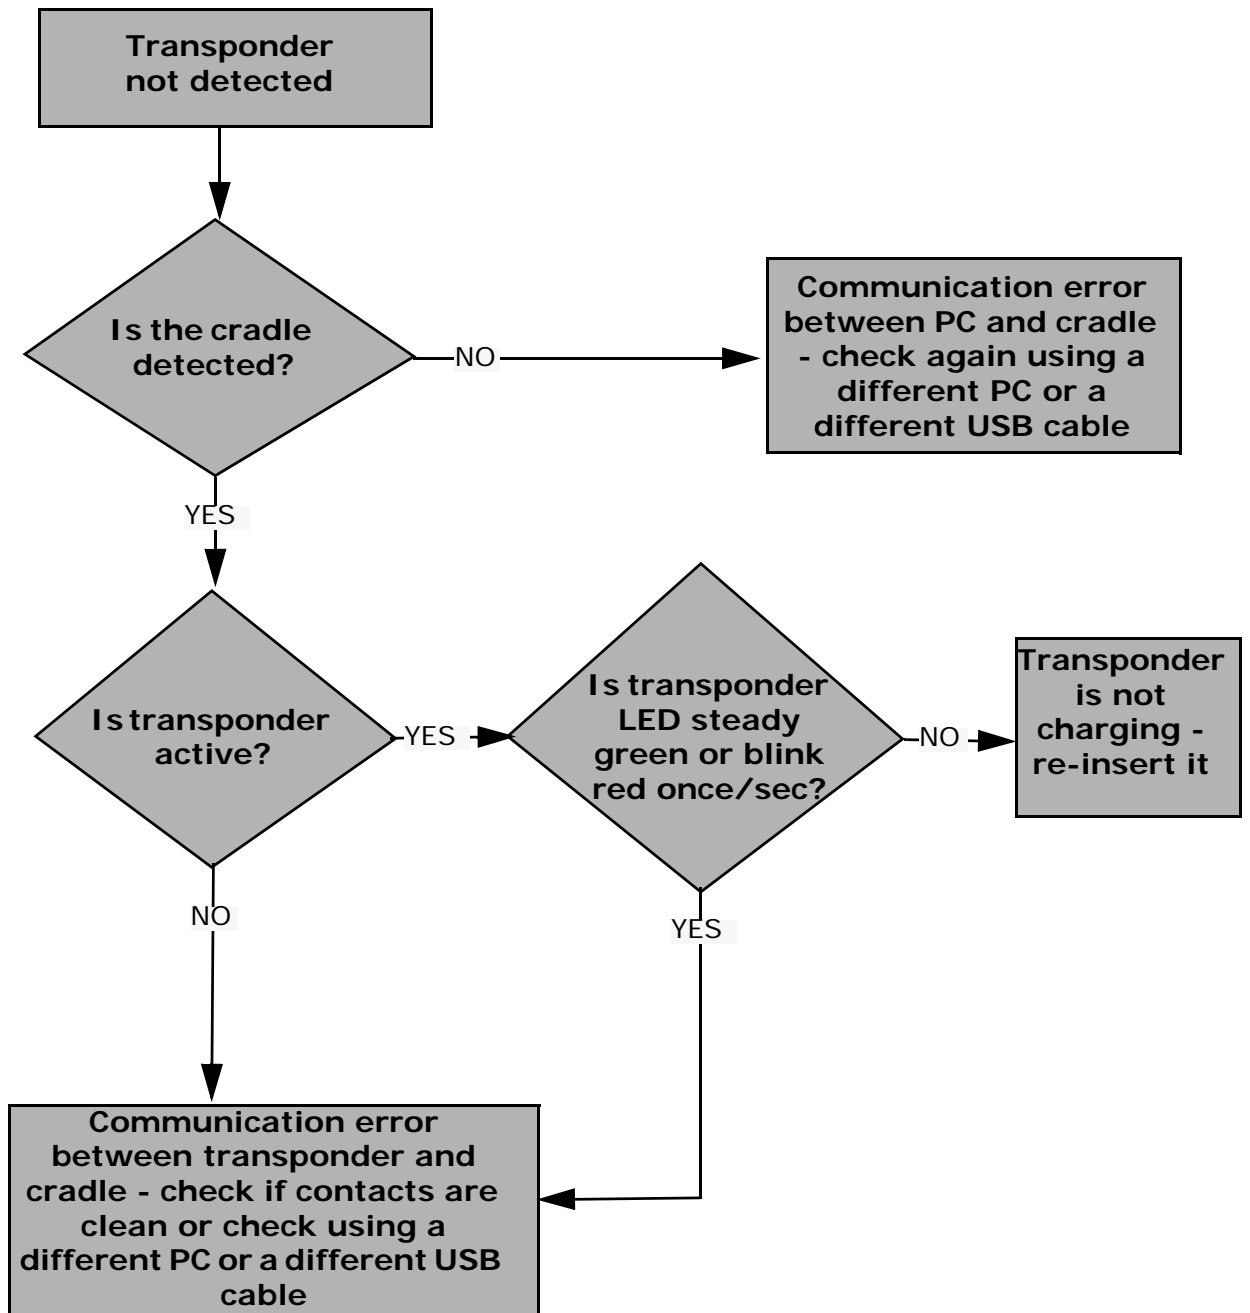 Transponder
not detected
Is the cradle
detected?
NO
Communication error
between PC and cradle
- check again using a
different PC or a
different USB cable
YES
Is transponder
active?
YES
Is transponder
LED steady
green or blink
red once/sec?
NO
Transponder
is not
charging -
re-insert it
NO
YES
Communication error
between transponder and
cradle - check if contacts are
clean or check using a
different PC or a different USB
cable